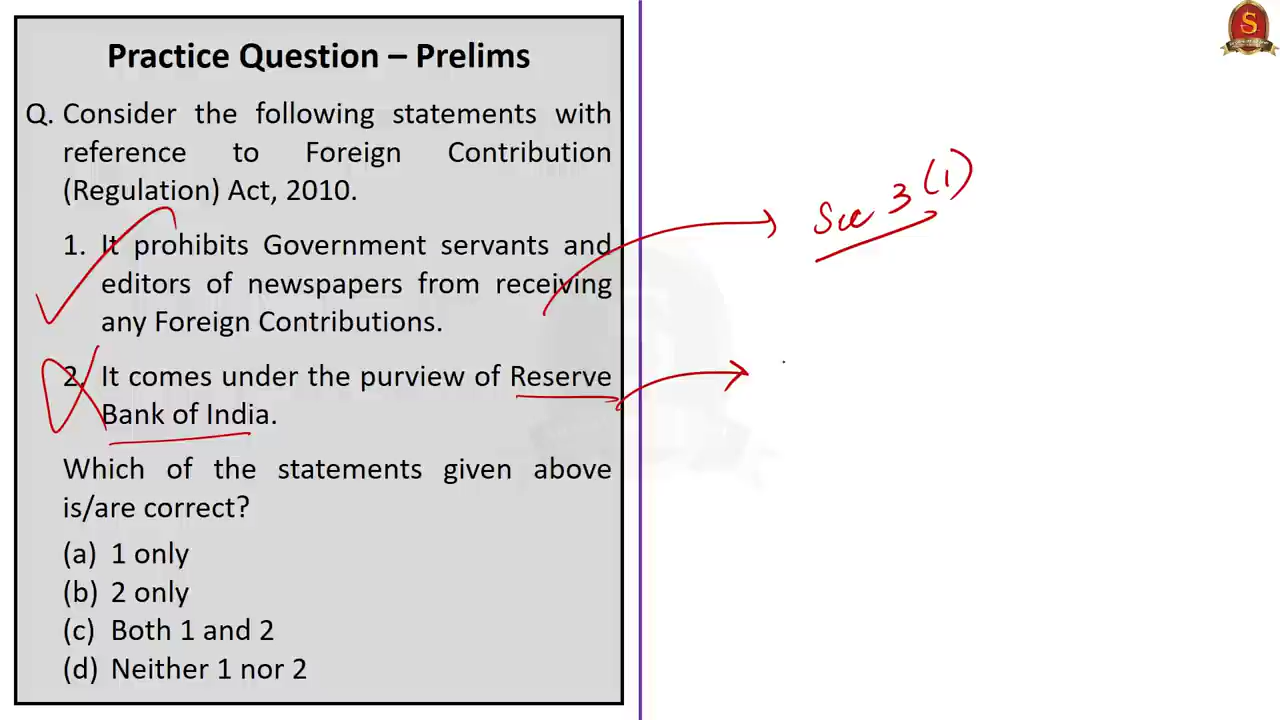 Practice Question – Prelims
Q. Consider the following statements with
reference to Foreign Contribution
(Regulation) Act, 2010.
1. It prohibits Government servants and
editors of newspapers from receiving
any Foreign Contributions.
2. It comes under the purview of Reserve
Bank of India.
Which of the statements given above
is/are correct?
(a) 1 only
(b) 2 only
(c) Both 1 and 2
(d) Neither 1 nor 2
Sec 3 (1)
S